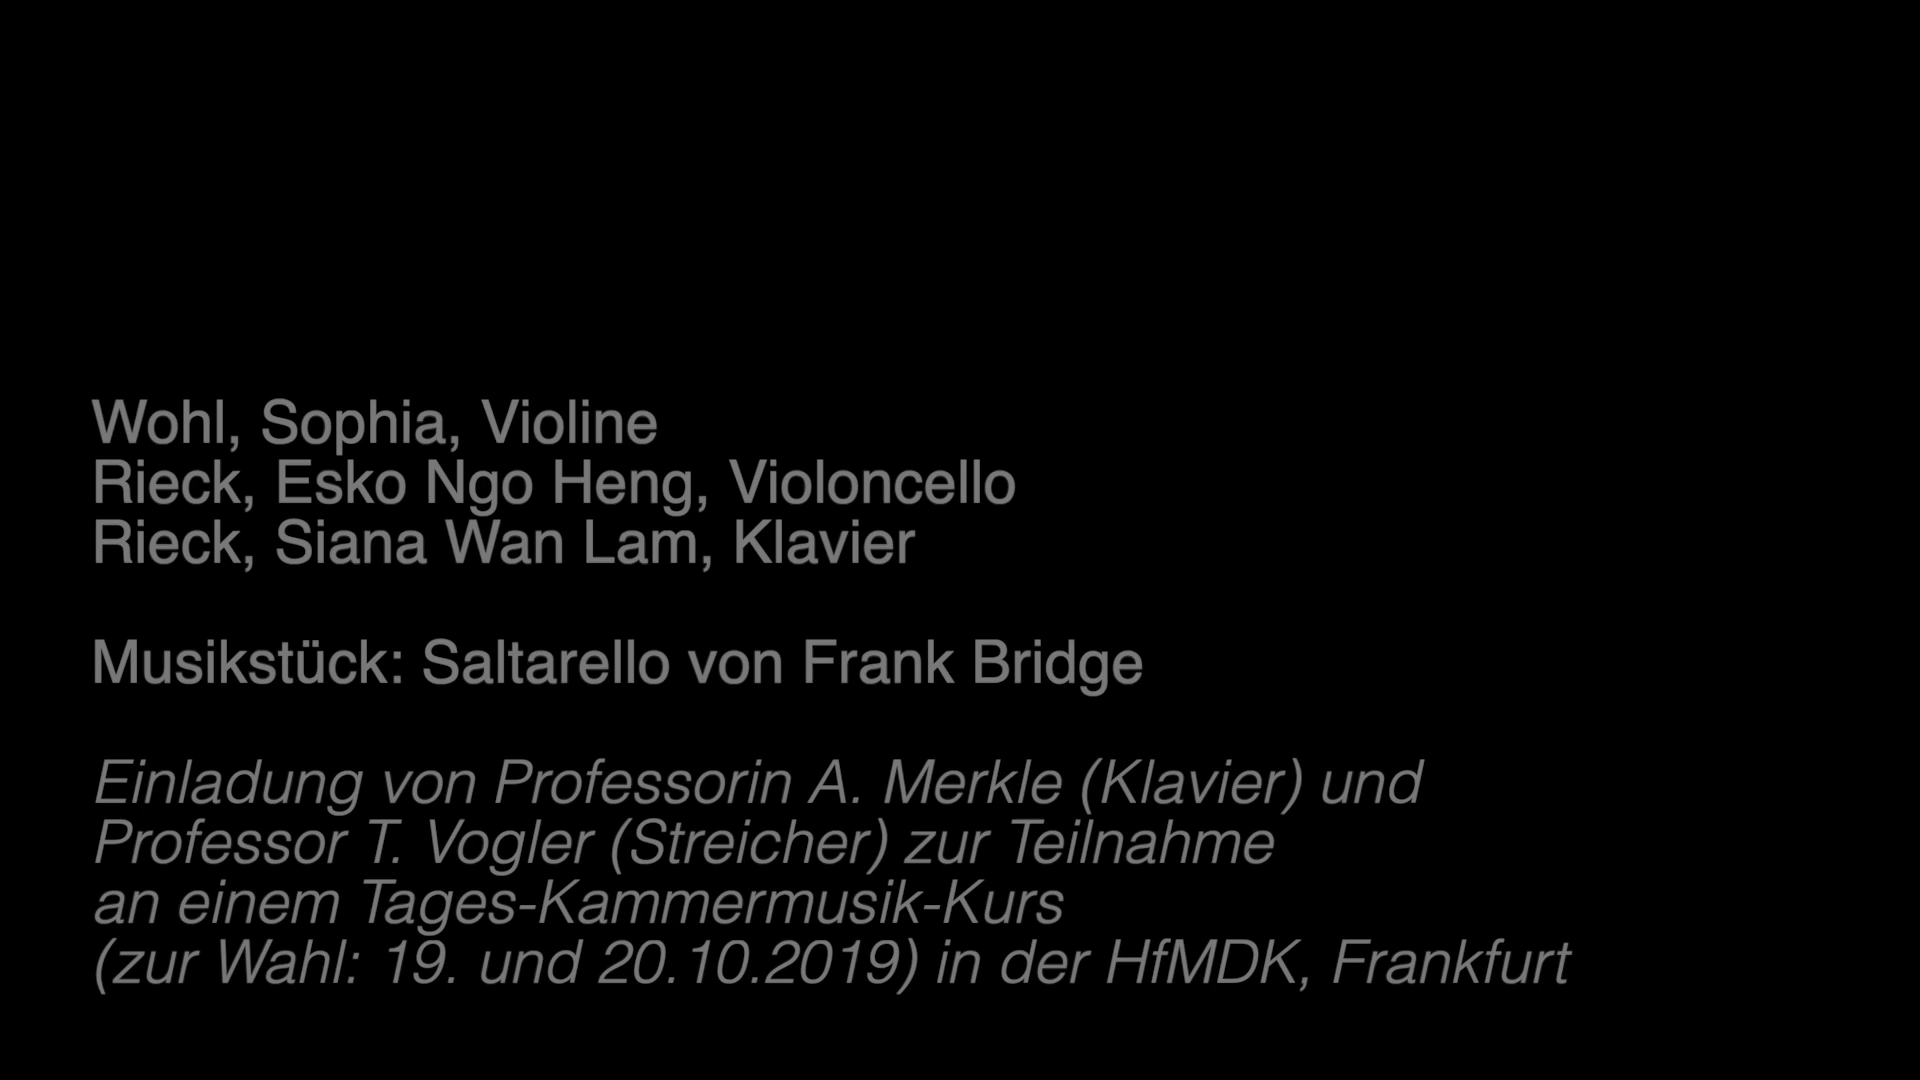 Wohl, Sophia, Violine
Rieck, Esko Ngo Heng, Violoncello
Rieck, Siana Wan Lam, Klavier
Musikstück: Saltarello von Frank Bridge
Einladung von Professorin A. Merkle (Klavier) und
Professor T. Vogler (Streicher) zur Teilnahme
an einem Tages-Kammermusik-Kurs
(zur Wahl: 19. und 20.10.2019) in der HfMDK, Frankfurt